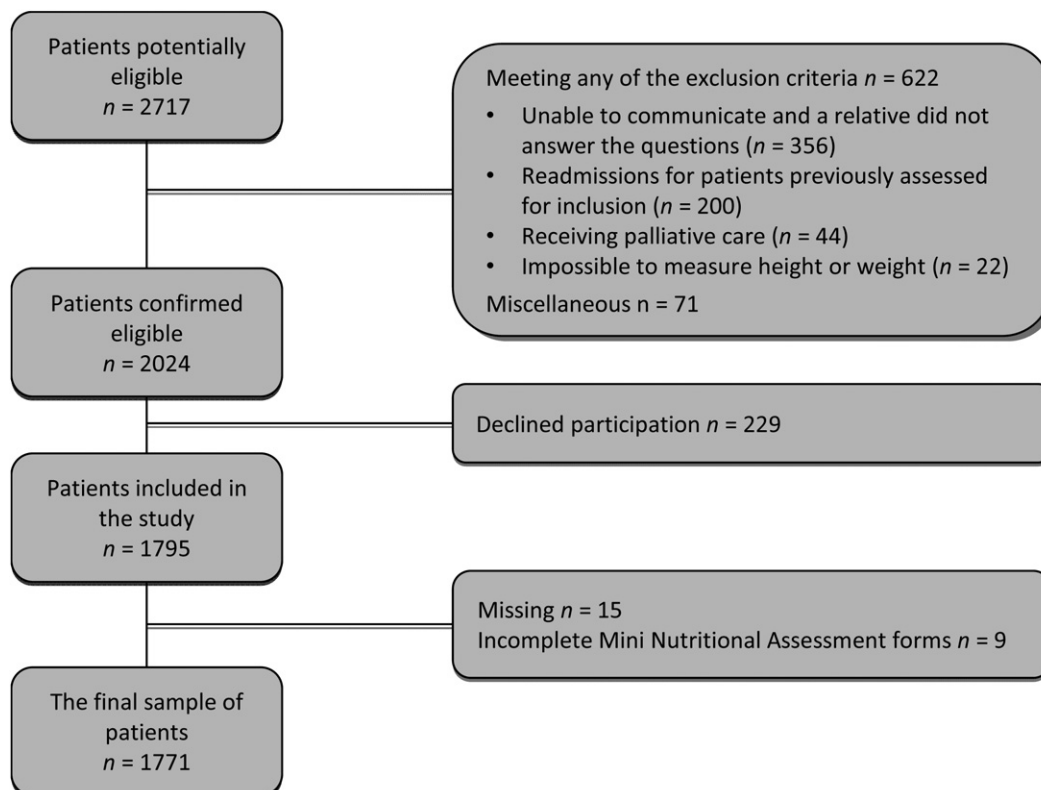 Patients potentially
eligible
n = 2717
Meeting any of the exclusion criteria n = 622
• Unable to communicate and a relative did not
answer the questions (n = 356)
• Readmissions for patients previously assessed
for inclusion (n = 200)
• Receiving palliative care (n = 44)
• Impossible to measure height or weight (n = 22)
Miscellaneous n = 71
Patients confirmed
eligible
n = 2024
Declined participation n = 229
Patients included in
the study
n = 1795
Missing n = 15
Incomplete Mini Nutritional Assessment forms n = 9
The final sample of
patients
n = 1771